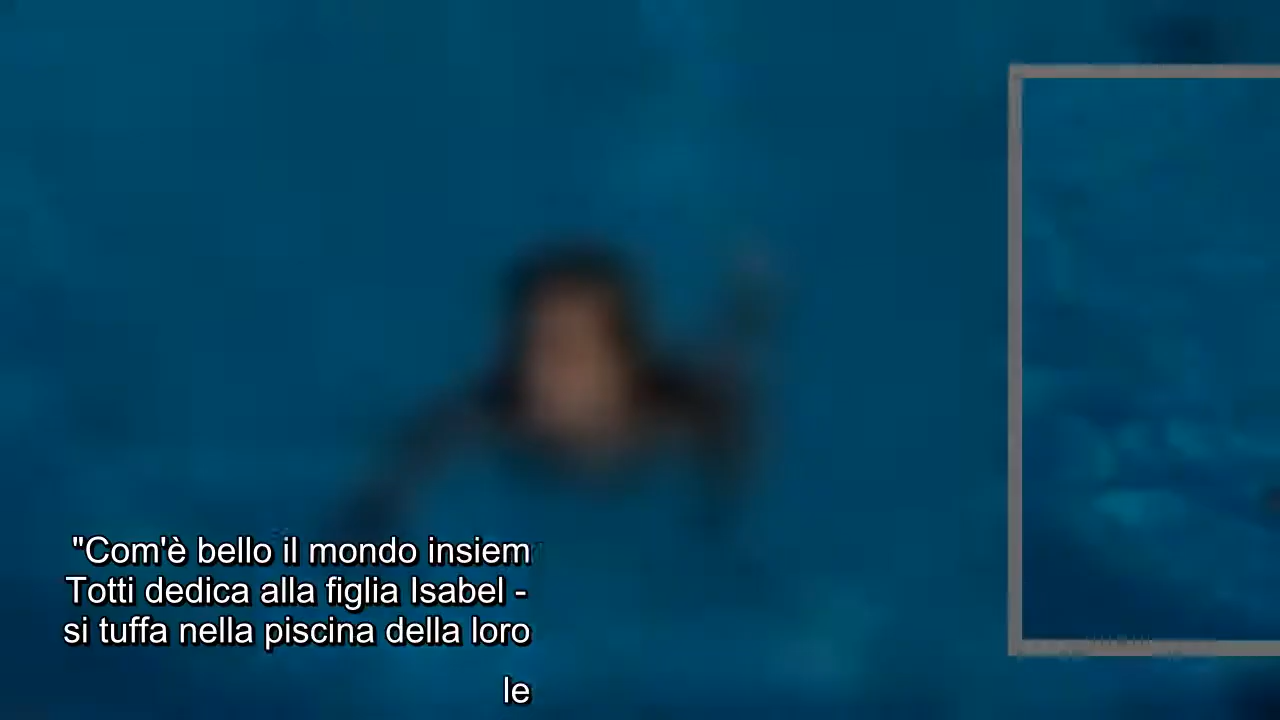 "Com'è bello il mondo insiem
Totti dedica alla figlia Isabel -
si tuffa nella piscina della loro
le